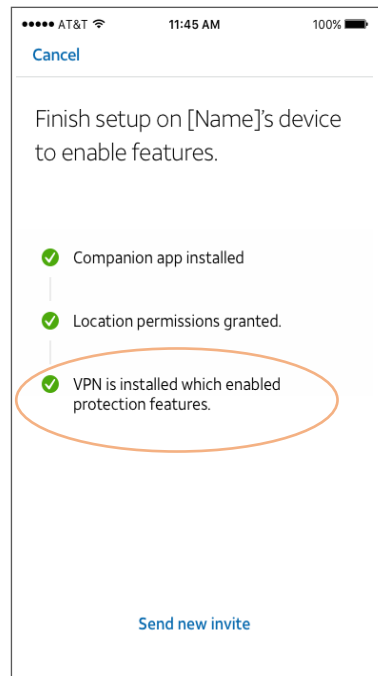 AT&T 11:45 AM 100%
Cancel
Finish setup on [Name]'s device
to enable features.
Companion app installed
Location permissions granted.
VPN is installed which enabled
protection features.
Send new invite